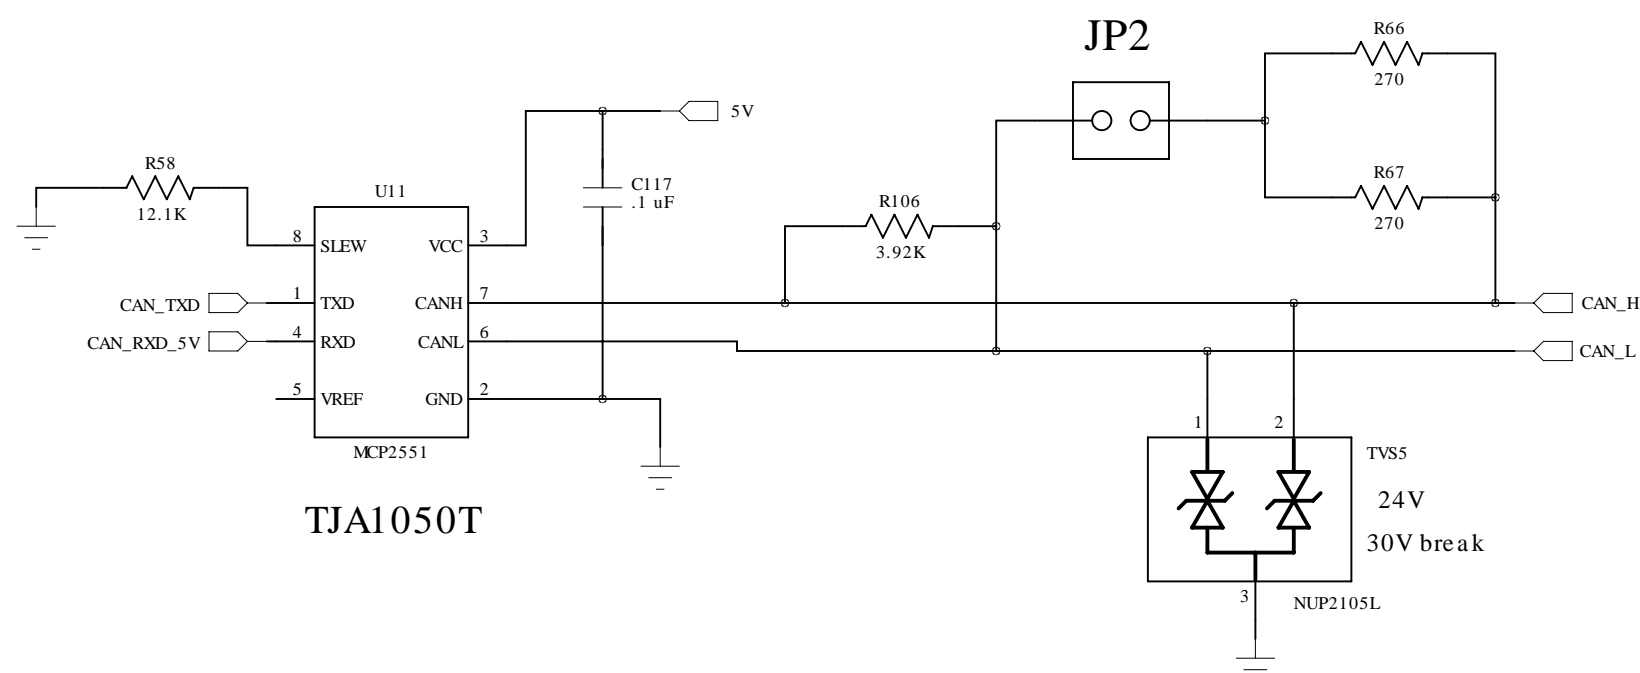 JP2
R66
270
5V
R58
12.1K
U11
C117
.1 uF
R67
270
R106
3.92K
8
SLEW
VCC
3
CAN_TXD
1
TXD
CANH
7
CAN_H
CAN_RXD_5V
4
RXD
CANL
6
CAN_L
5
VREF
GND
2
MCP2551
TJA1050T
1
2
TVS5
24V
30V break
3
NUP2105L